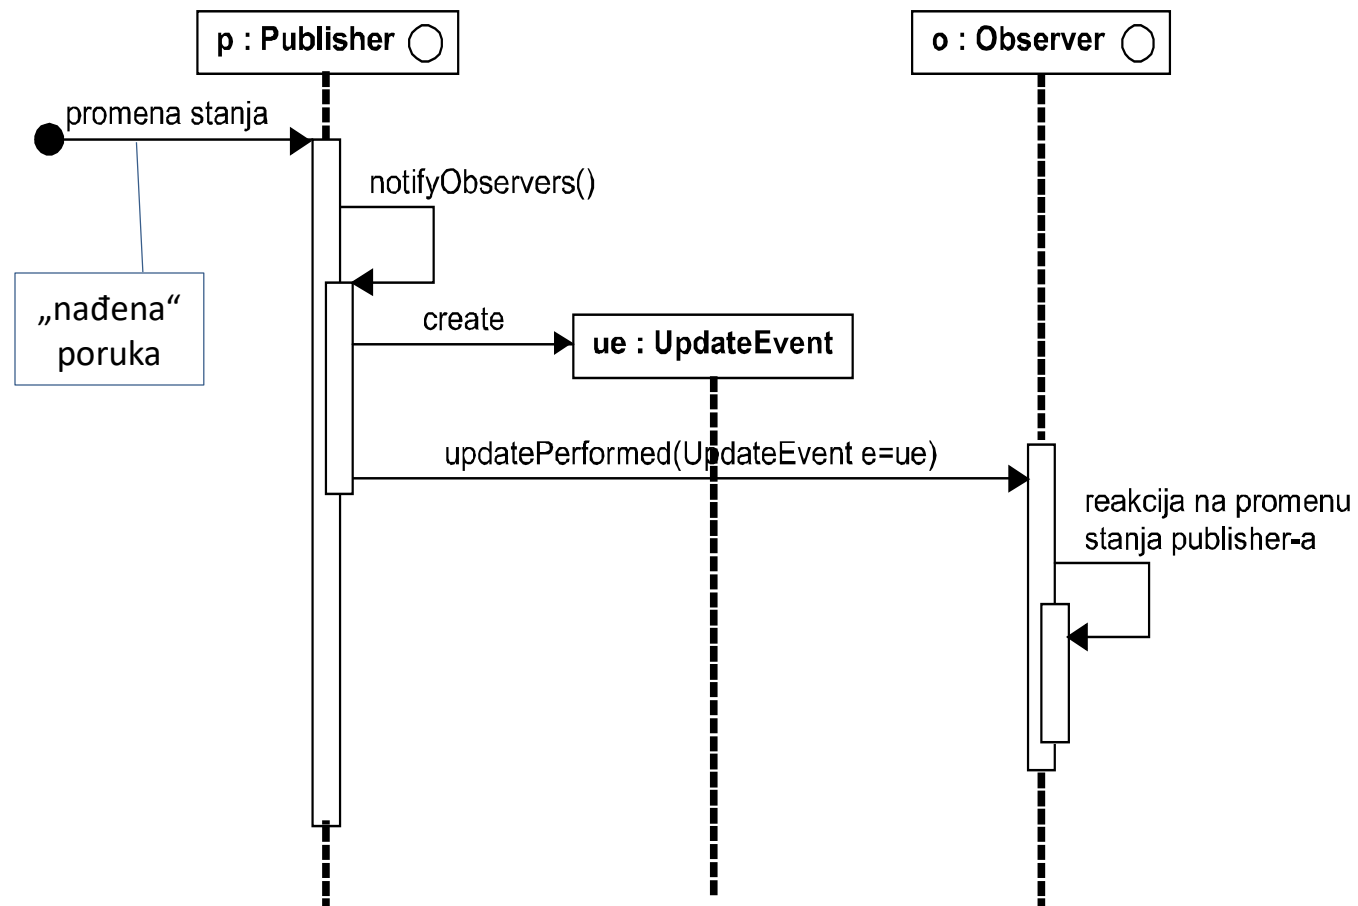 p : Publisher
o : Observer
promena stanja
notifyObservers()
„nađena“
poruka
create
ue : UpdateEvent
updatePerformed(UpdateEvent e=ue)
reakcija na promenu
stanja publisher-a